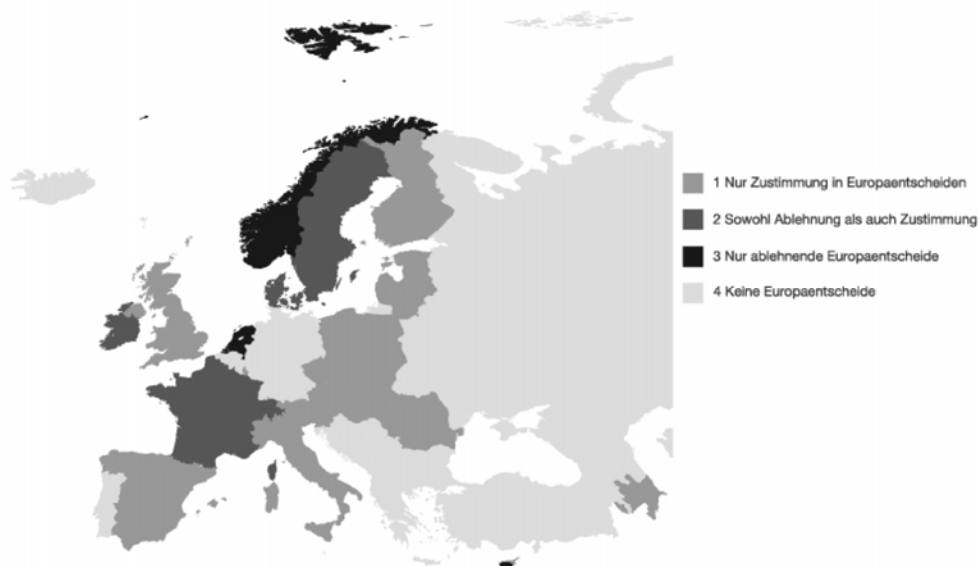 1 Nur Zustimmung in Europaentscheiden
2 Sowohl Ablehnung als auch Zustimmung
3 Nur ablehnende Europaentscheide
4 Keine Europaentscheide